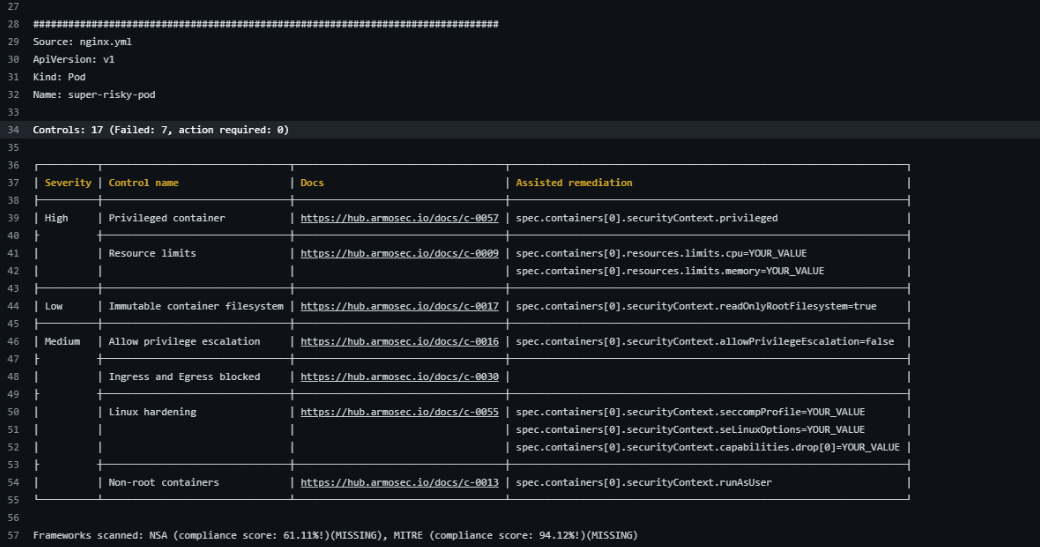 27
28 ################################################################################
29 Source: nginx.yml
30 ApiVersion: v1
31 Kind: Pod
32 Name: super-risky-pod
33
34 Controls: 17 (Failed: 7, action required: 0)
35
36
37 | Severity | Control name | Docs | Assisted remediation |
38
39 | High | Privileged container | https://hub.armosec.io/docs/c-0057 | spec.containers[0].securityContext.privileged |
40
41 | | Resource limits | https://hub.armosec.io/docs/c-0009 | spec.containers[0].resources.limits.cpu=YOUR_VALUE |
42 | | | | spec.containers[0].resources.limits.memory=YOUR_VALUE |
43
44 | Low | Immutable container filesystem | https://hub.armosec.io/docs/c-0017 | spec.containers[0].securityContext.readOnlyRootFilesystem=true |
45
46 | Medium | Allow privilege escalation | https://hub.armosec.io/docs/c-0016 | spec.containers[0].securityContext.allowPrivilegeEscalation=false |
47
48 | | Ingress and Egress blocked | https://hub.armosec.io/docs/c-0030 | |
49
50 | | Linux hardening | https://hub.armosec.io/docs/c-0055 | spec.containers[0].securityContext.seccompProfile=YOUR_VALUE |
51 | | | | spec.containers[0].securityContext.seLinuxOptions=YOUR_VALUE |
52 | | | | spec.containers[0].securityContext.capabilities.drop[0]=YOUR_VALUE |
53
54 | | Non-root containers | https://hub.armosec.io/docs/c-0013 | spec.containers[0].securityContext.runAsUser |
55
56
57 Frameworks scanned: NSA (compliance score: 61.11%!)(MISSING), MITRE (compliance score: 94.12%!)(MISSING)